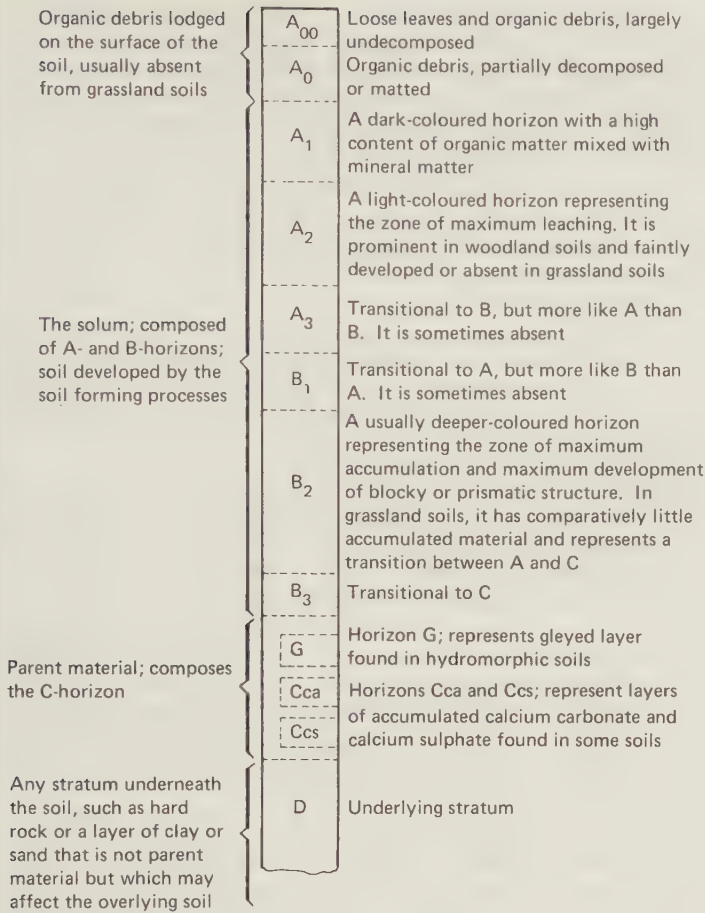 Organic debris lodged
on the surface of the
soil, usually absent
from grassland soils
A00
Loose leaves and organic debris, largely
undecomposed
A0
Organic debris, partially decomposed
or matted
A1
A dark-coloured horizon with a high
content of organic matter mixed with
mineral matter
A2
A light-coloured horizon representing
the zone of maximum leaching. It is
prominent in woodland soils and faintly
developed or absent in grassland soils
The solum; composed
of A- and B-horizons;
soil developed by the
soil forming processes
A3
Transitional to B, but more like A than
B. It is sometimes absent
B1
Transitional to A, but more like B than
A. It is sometimes absent
B2
A usually deeper-coloured horizon
representing the zone of maximum
accumulation and maximum development
of blocky or prismatic structure. In
grassland soils, it has comparatively little
accumulated material and represents a
transition between A and C
B3
Transitional to C
Parent material; composes
the C-horizon
G
Horizon G; represents gleyed layer
found in hydromorphic soils
Cca
Horizons Cca and Ccs; represent layers
of accumulated calcium carbonate and
calcium sulphate found in some soils
Ccs
Any stratum underneath
the soil, such as hard
rock or a layer of clay or
sand that is not parent
material but which may
affect the overlying soil
D
Underlying stratum